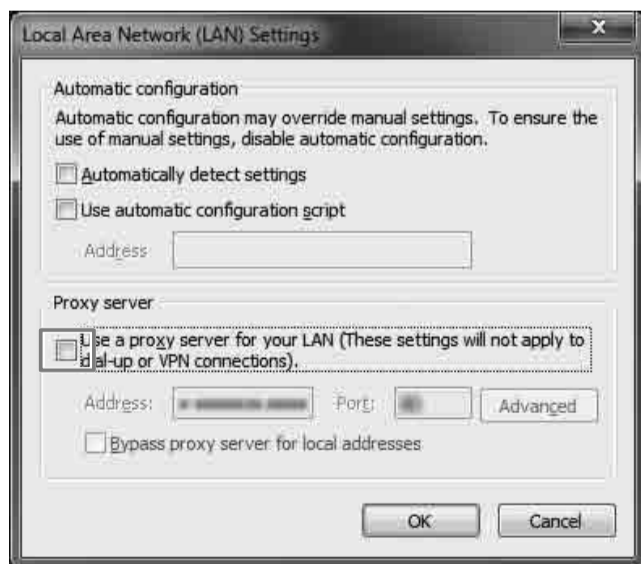 Local Area Network (LAN) Settings
x
Automatic configuration
Automatic configuration may override manual settings. To ensure the
use of manual settings, disable automatic configuration.
Automatically detect settings
Use automatic configuration script
Address
Proxy server
Use a proxy server for your LAN (These settings will not apply to
dial-up or VPN connections).
Address: Port: Advanced
Bypass proxy server for local addresses
OK Cancel